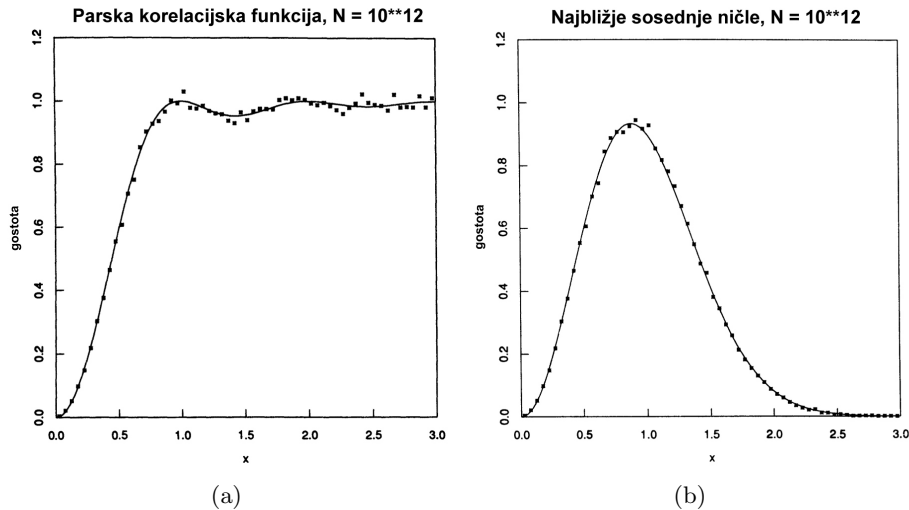 Parska korelacijska funkcija, N = 10**12
gostota
1.2
1.0
0.8
0.6
0.4
0.2
0.0
0.0 0.5 1.0 1.5 2.0 2.5 3.0
x
(a)
Najbližje sosednje ničle, N = 10**12
gostota
1.2
1.0
0.8
0.6
0.4
0.2
0.0
0.0 0.5 1.0 1.5 2.0 2.5 3.0
x
(b)